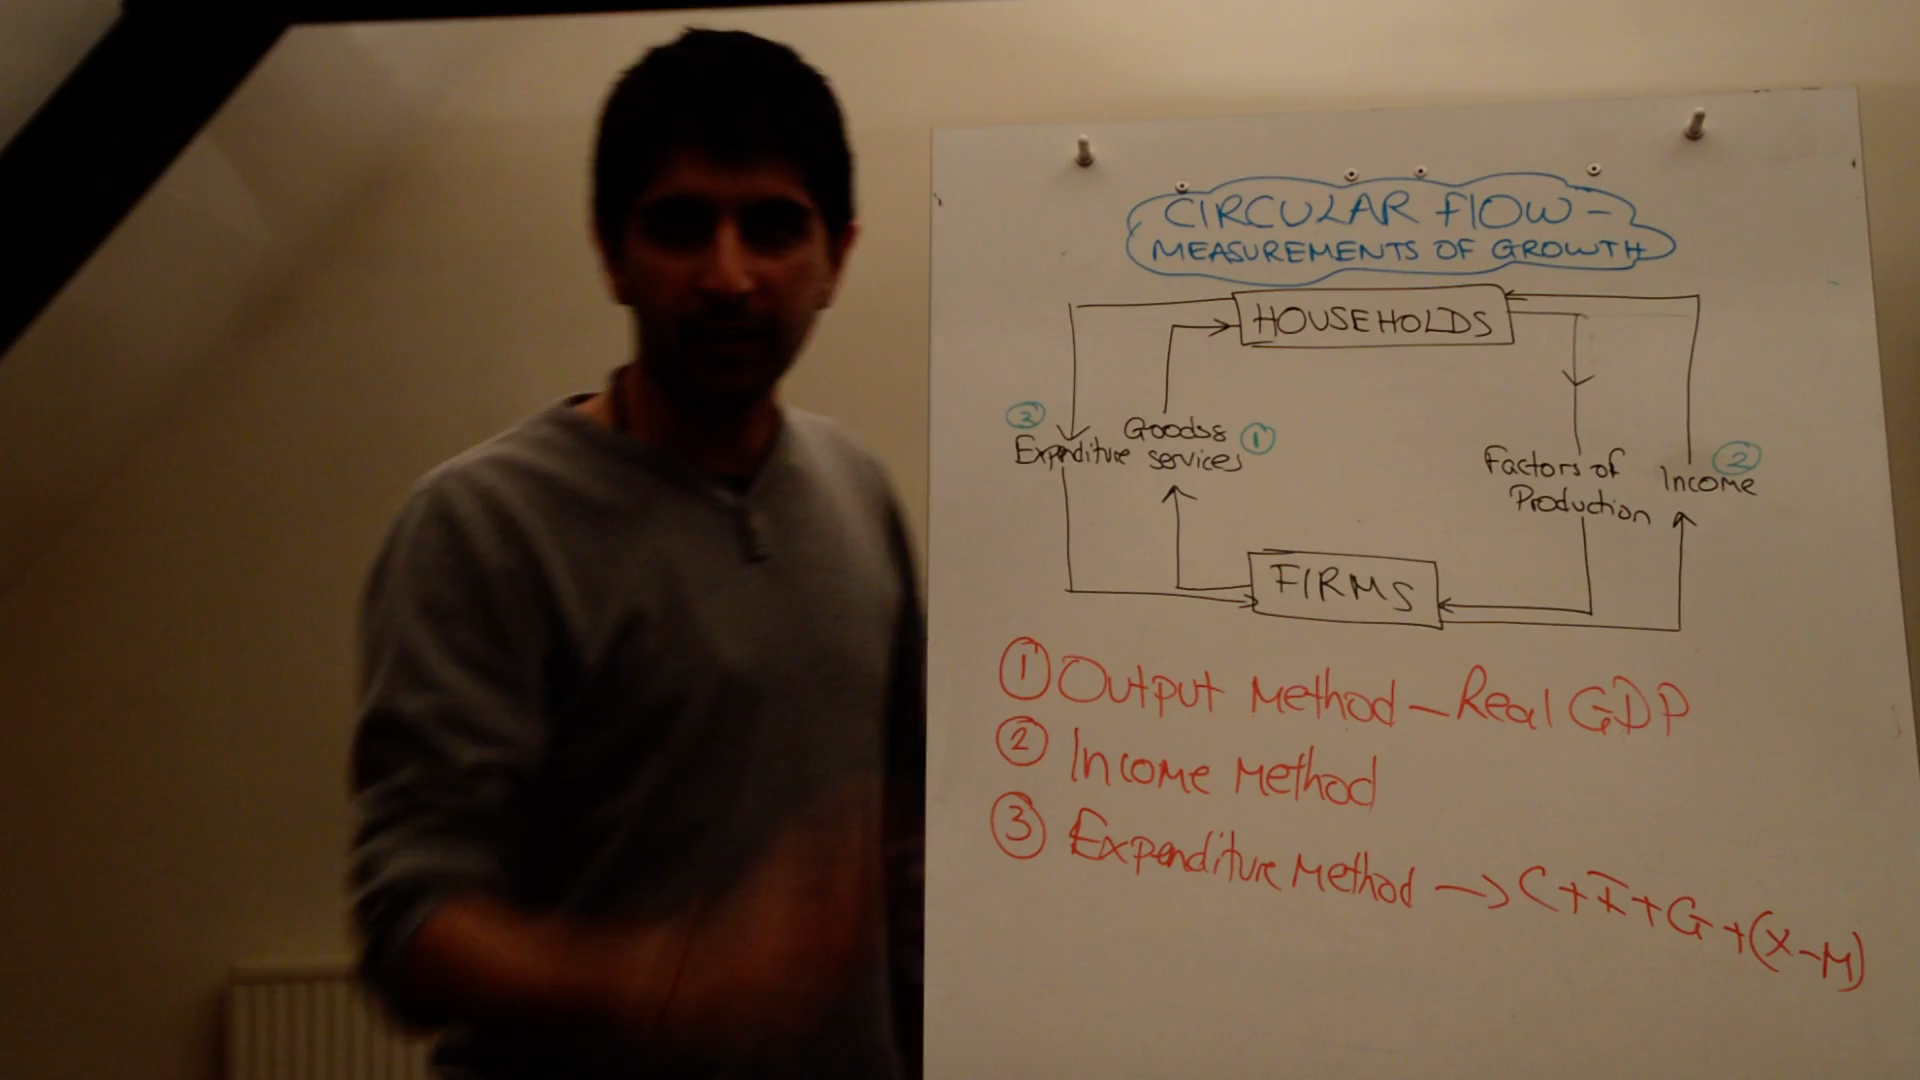 CIRCULAR FLOW -
MEASUREMENTS OF GROWTH
HOUSEHOLDS
3
Expenditure
Goods &
services
1
Factors of
Production
Income
2
FIRMS
1 Output Method - Real GDP
2 Income Method
3 Expenditure Method → C + I + G + (X - M)